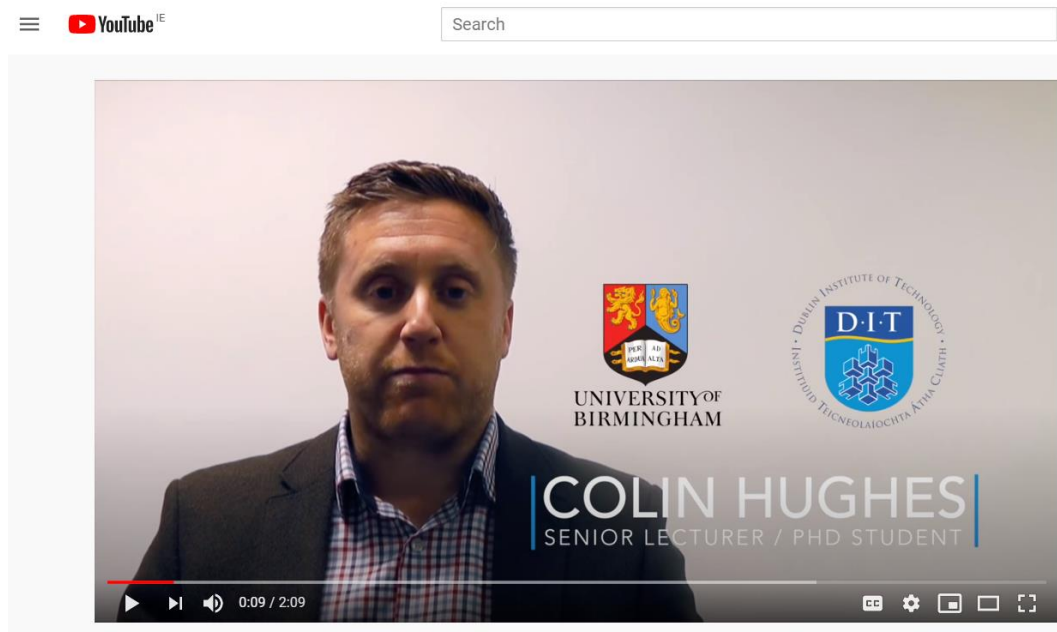 YouTube IE
Search
INSTITUTE OF TECHNOLOGY • DUBLIN
INSTITIÚID TEICNEOLAIOCHTA ÁTHA CLIATH •
D·I·T
PER AD
ARDUA ALTA
UNIVERSITY OF
BIRMINGHAM
COLIN HUGHES
SENIOR LECTURER / PHD STUDENT
0:09 / 2:09
CC